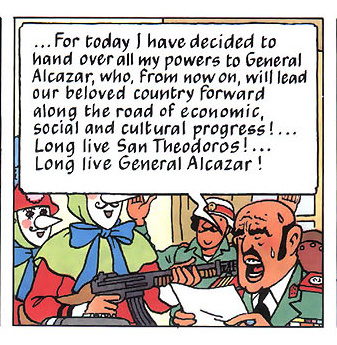 ...For today I have decided to
hand over all my powers to General
Alcazar, who, from now on, will lead
our beloved country forward
along the road of economic,
social and cultural progress!...
Long live San Theodoros!...
Long live General Alcazar!